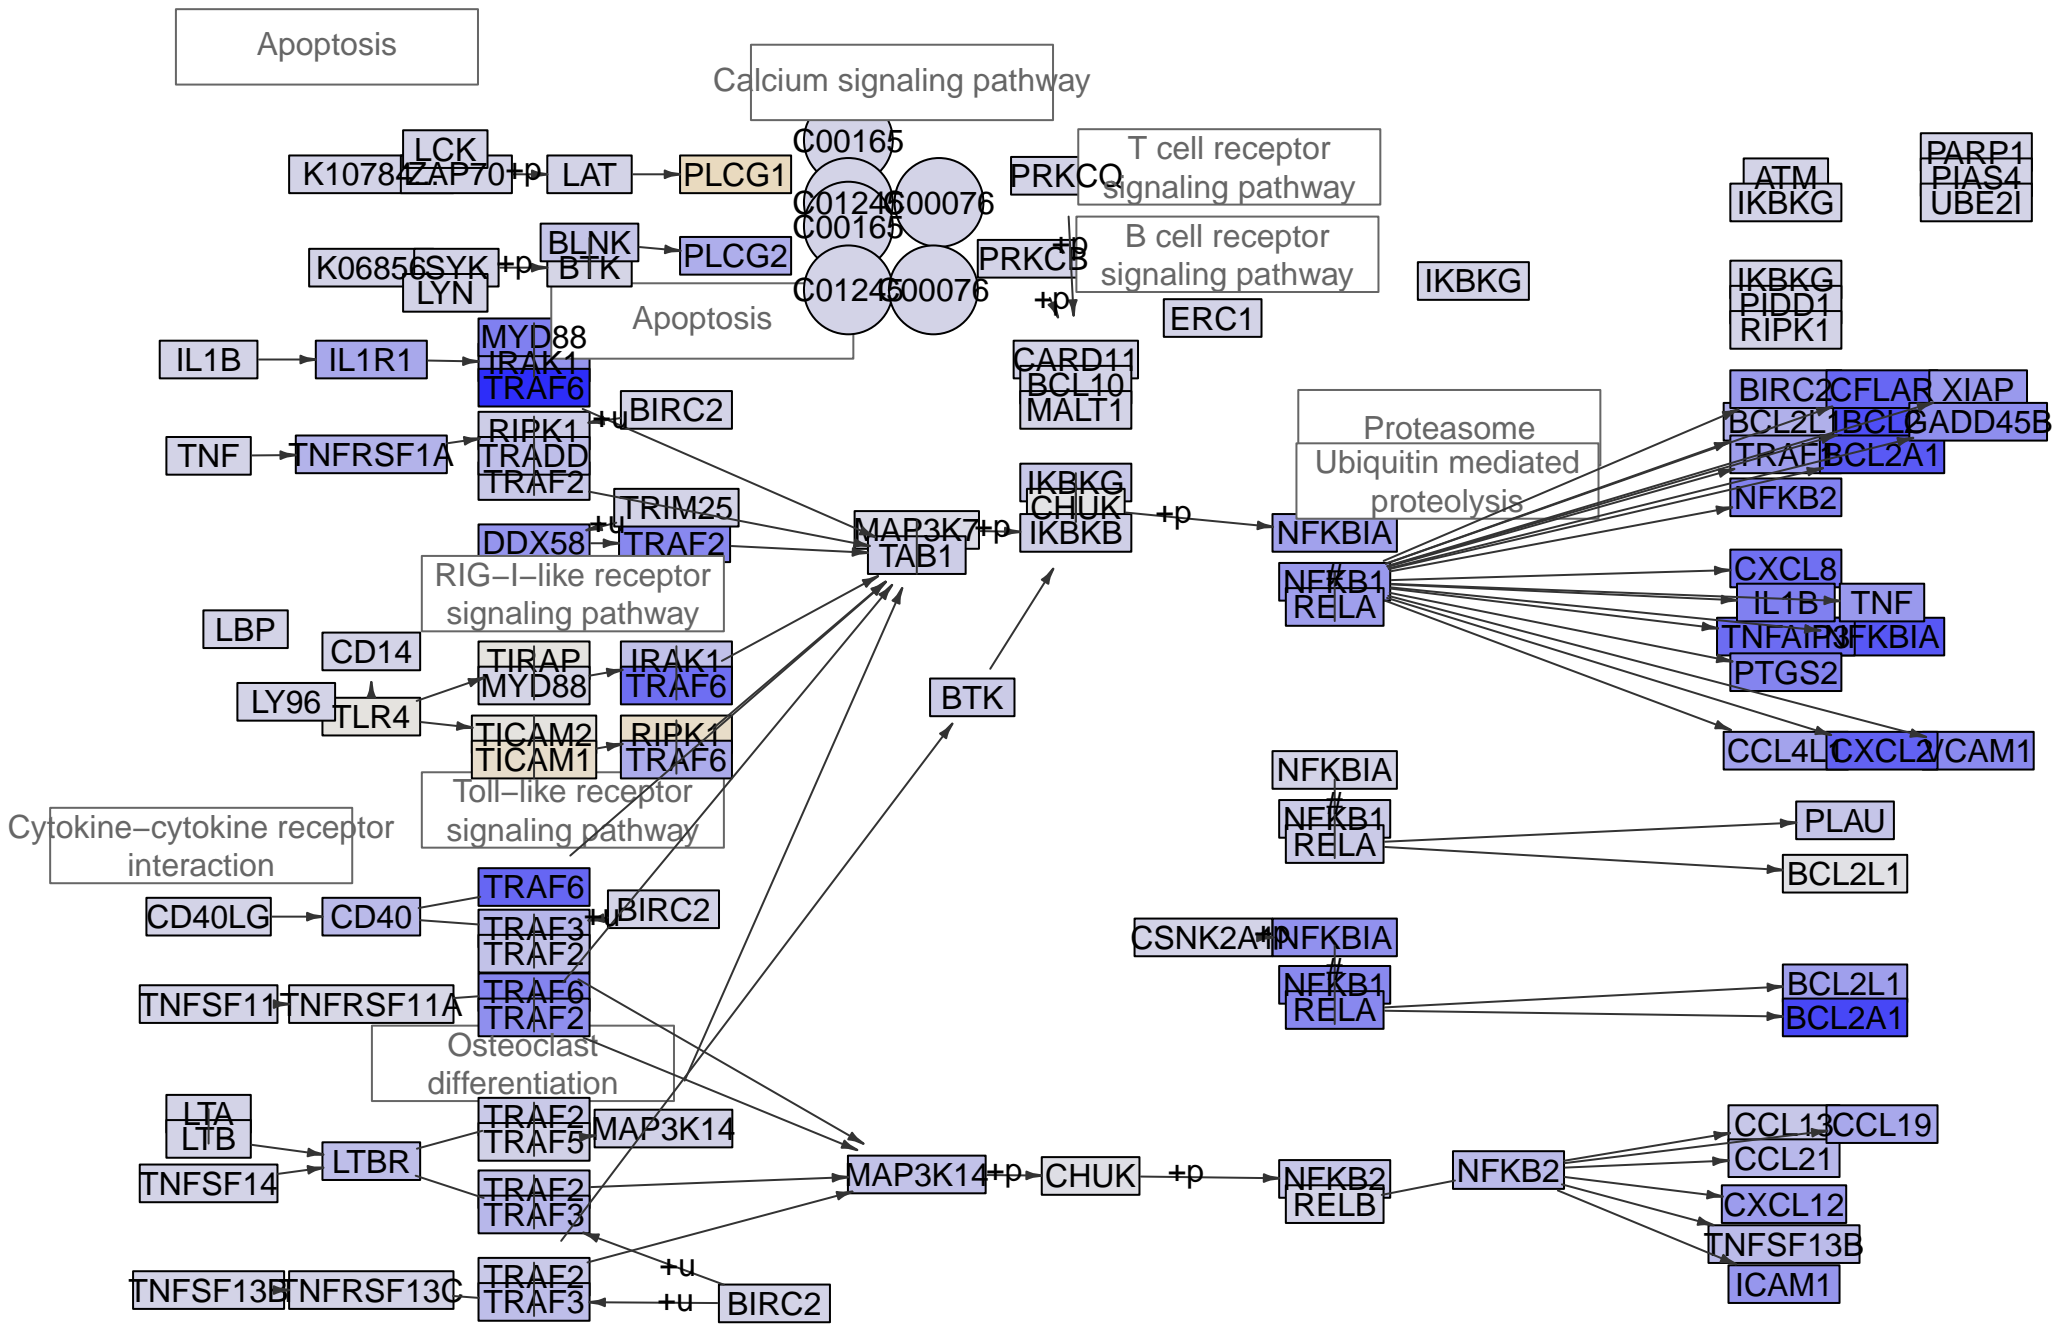 Apoptosis
Calcium signaling pathway
T cell receptor
signaling pathway
B cell receptor
signaling pathway
Apoptosis
K10784
LCK
ZAP70
+p
LAT
PLCG1
C00165
C01245
C00076
C00165
PRKCQ
K06856
SYK
LYN
+p
BLNK
BTK
PLCG2
C01245
C00076
PRKCB
+p
+p
ERC1
IKBKG
ATM
IKBKG
PARP1
PIAS4
UBE2I
IKBKG
PIDD1
RIPK1
IL1B
IL1R1
MYD88
IRAK1
TRAF6
CARD11
BCL10
MALT1
TNF
TNFRSF1A
RIPK1
TRADD
TRAF2
+u
BIRC2
Proteasome
Ubiquitin mediated
proteolysis
BIRC2
CFLAR
XIAP
BCL2L1
BCL2
GADD45B
TRAF1
BCL2A1
NFKB2
DDX58
+u
TRIM25
TRAF2
MAP3K7
TAB1
+p
IKBKG
CHUK
IKBKB
+p
NFKBIA
NFKB1
RELA
CXCL8
IL1B
TNF
TNFAIP3
NFKBIA
PTGS2
RIG−I−like receptor
signaling pathway
LBP
CD14
LY96
TLR4
TIRAP
MYD88
IRAK1
TRAF6
TICAM2
TICAM1
RIPK1
TRAF6
BTK
CCL4L1
CXCL2
VCAM1
Toll−like receptor
signaling pathway
Cytokine−cytokine receptor
interaction
NFKBIA
NFKB1
RELA
PLAU
BCL2L1
CD40LG
CD40
TRAF6
TRAF3
TRAF2
+u
BIRC2
CSNK2A1
+p
NFKBIA
NFKB1
RELA
BCL2L1
BCL2A1
TNFSF11
TNFRSF11A
TRAF6
TRAF2
Osteoclast
differentiation
LTA
LTB
TNFSF14
LTBR
TRAF2
TRAF5
MAP3K14
TRAF2
TRAF3
MAP3K14
+p
CHUK
+p
NFKB2
RELB
NFKB2
CCL13
CCL19
CCL21
CXCL12
TNFSF13B
ICAM1
TNFSF13B
TNFRSF13C
TRAF2
TRAF3
+u
+u
BIRC2